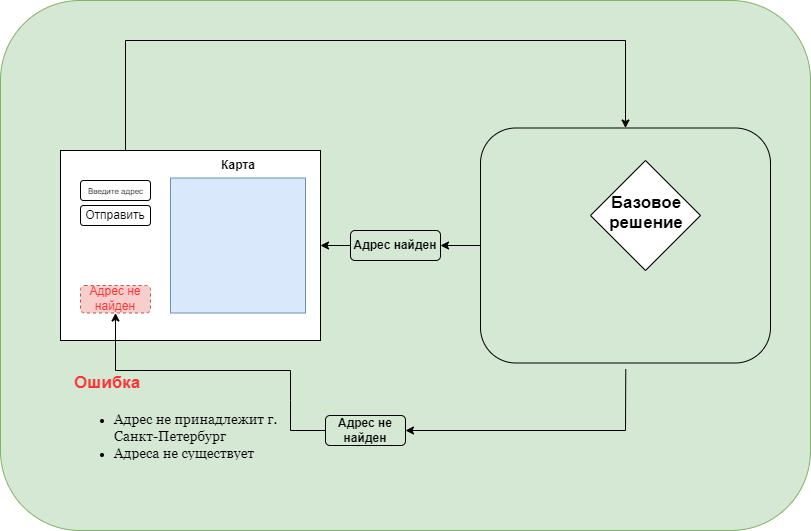 Карта
Введите адрес
Отправить
Базовое
решение
Адрес найден
Адрес не
найден
Ошибка
Адрес не принадлежит г.
Санкт-Петербург
Адреса не существует
Адрес не
найден